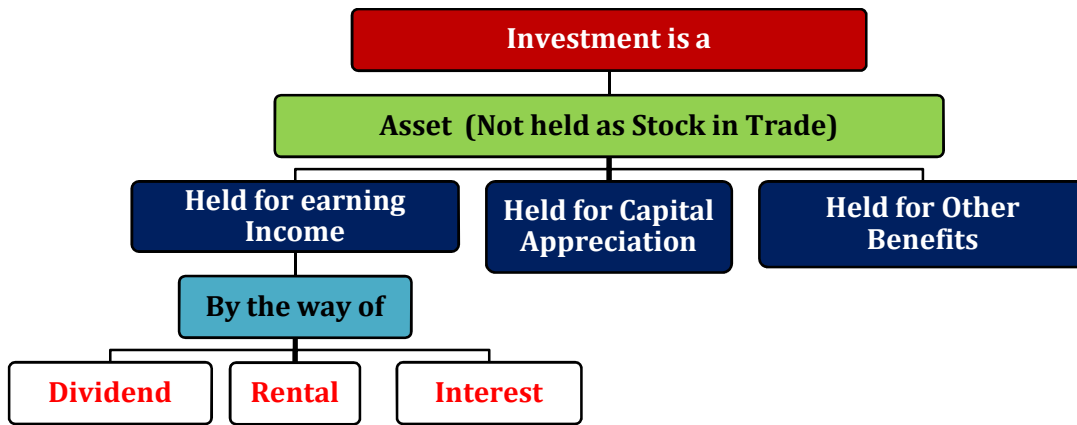 Investment is a
Asset (Not held as Stock in Trade)
Held for earning
Income
Held for Capital
Appreciation
Held for Other
Benefits
By the way of
Dividend
Rental
Interest